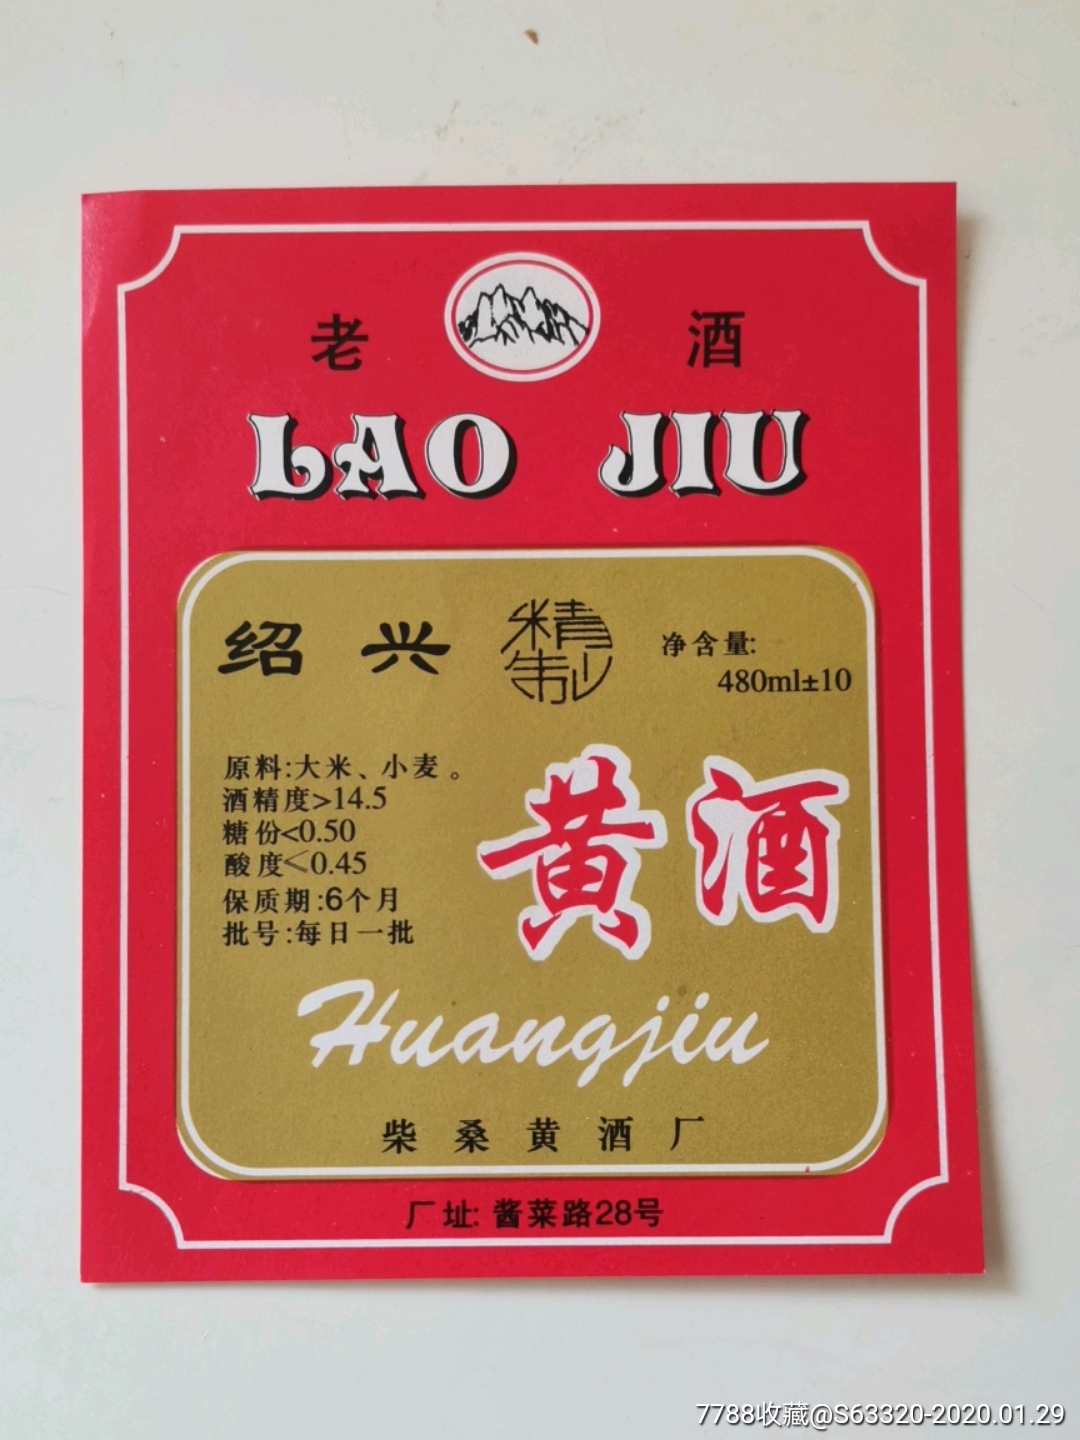 老 酒
LAO JIU
绍兴 精制 净含量:
480ml±10
原料:大米、小麦。
酒精度>14.5
糖份<0.50
酸度≤0.45
保质期:6个月
批号:每日一批
黄酒
Huangjiu
柴桑黄酒厂
厂址: 酱菜路28号
7788收藏@S63320-2020.01.29